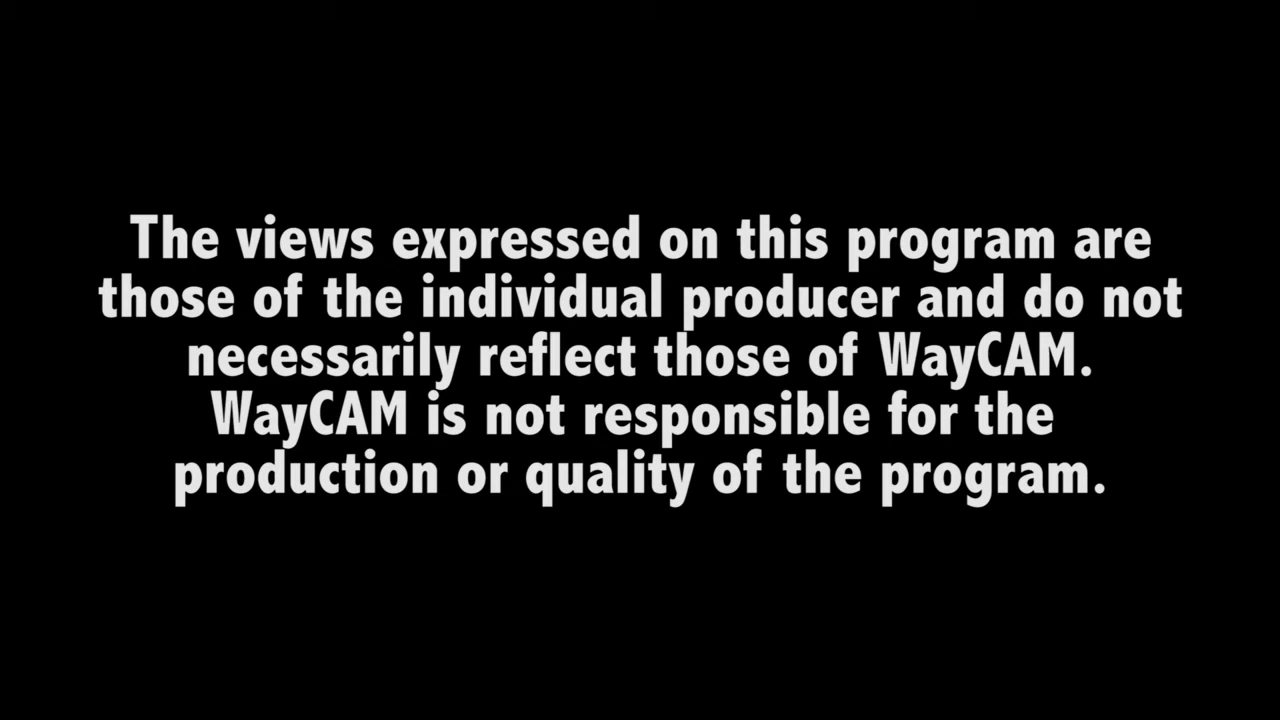 The views expressed on this program are
those of the individual producer and do not
necessarily reflect those of WayCAM.
WayCAM is not responsible for the
production or quality of the program.